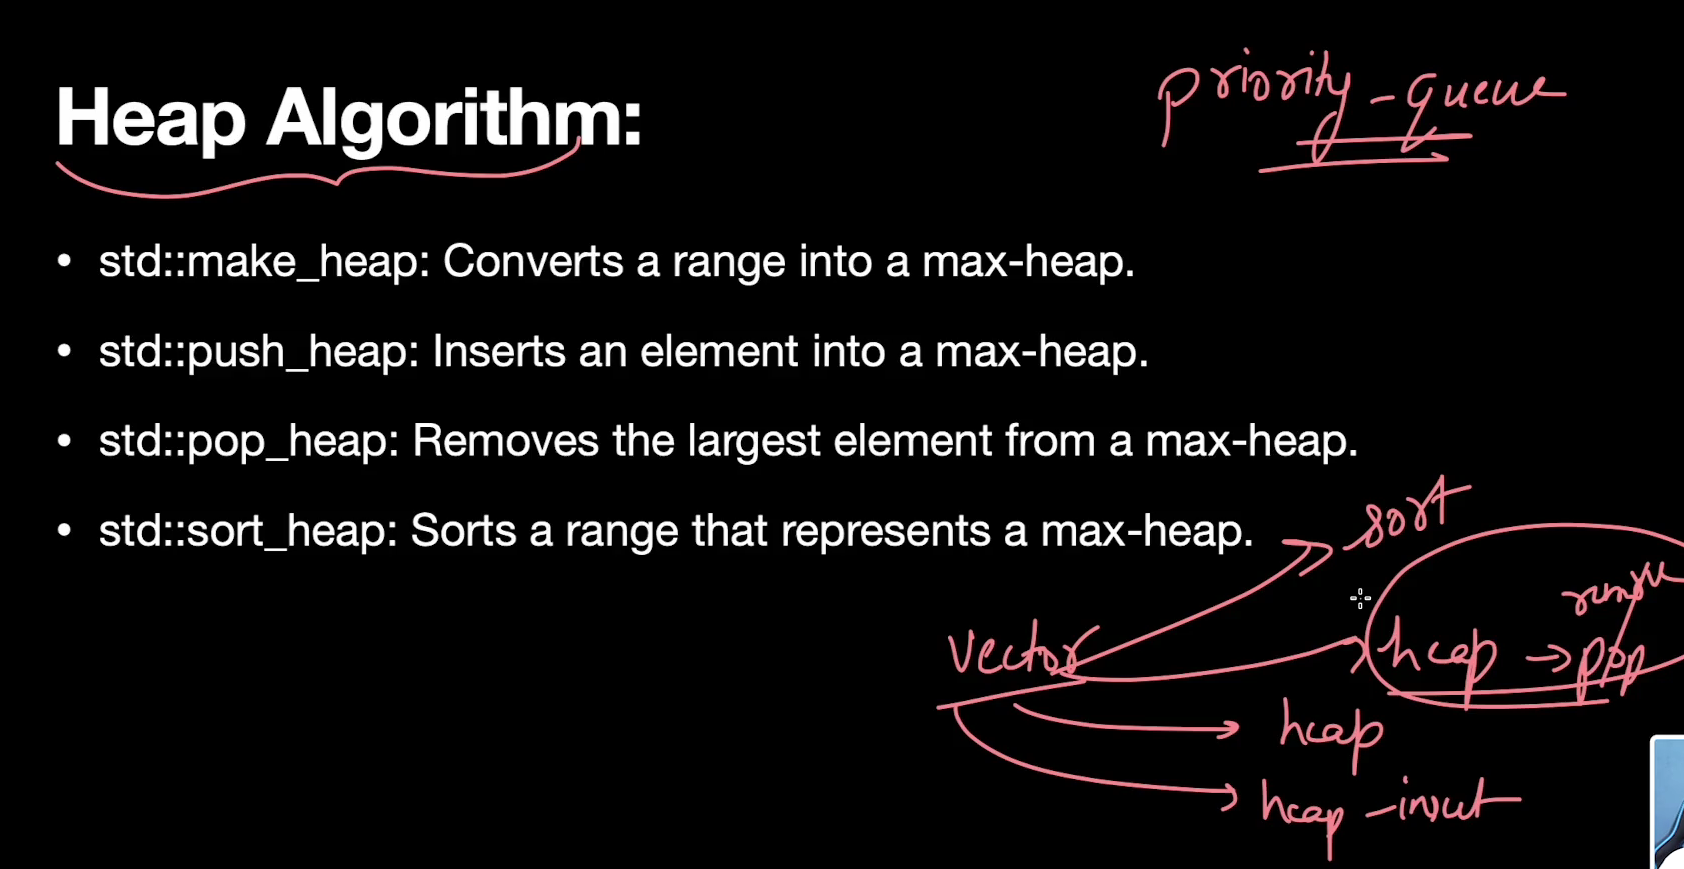 priority-queue
Heap Algorithm:
• std::make_heap: Converts a range into a max-heap.
• std::push_heap: Inserts an element into a max-heap.
• std::pop_heap: Removes the largest element from a max-heap.
• std::sort_heap: Sorts a range that represents a max-heap.
sort
remove
vector
heap → pop
heap
heap-insert